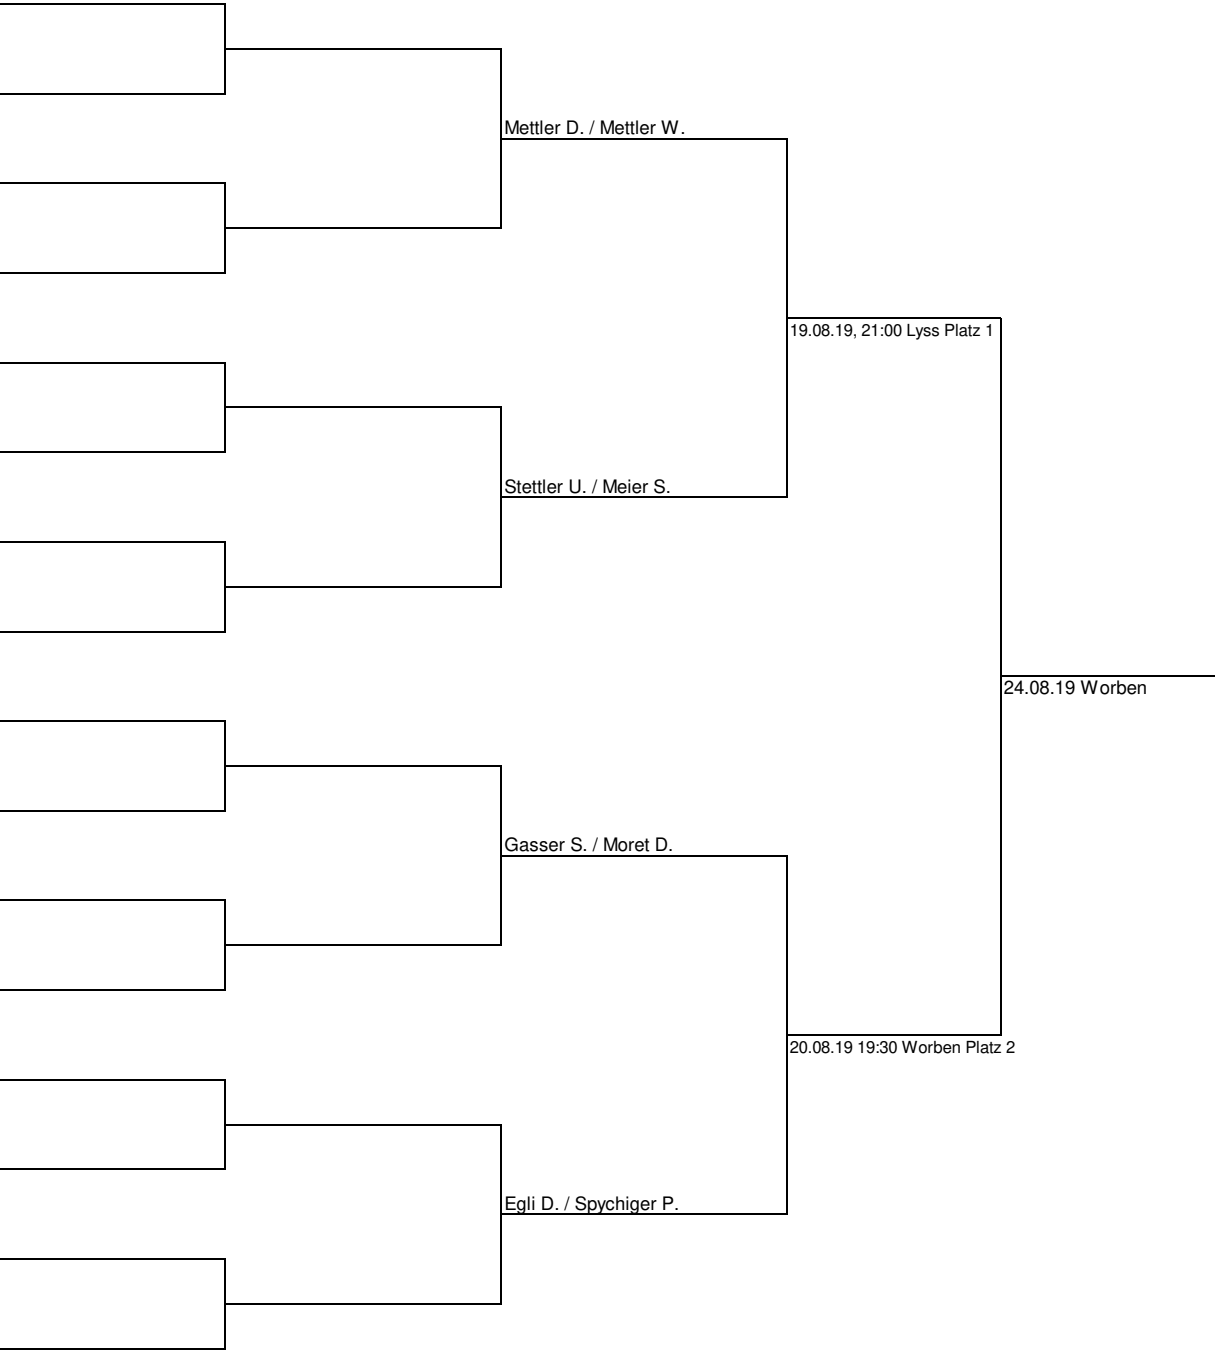 Mettler D. / Mettler W.
19.08.19, 21:00 Lyss Platz 1
Stettler U. / Meier S.
24.08.19 Worben
Gasser S. / Moret D.
20.08.19 19:30 Worben Platz 2
Egli D. / Spychiger P.